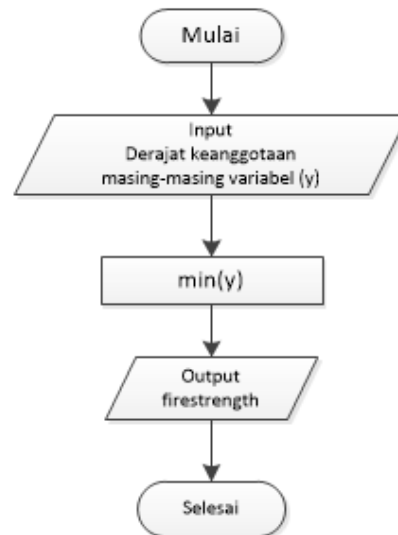 Mulai
Input
Derajat keanggotaan
masing-masing variabel (y)
min(y)
Output
firestrength
Selesai